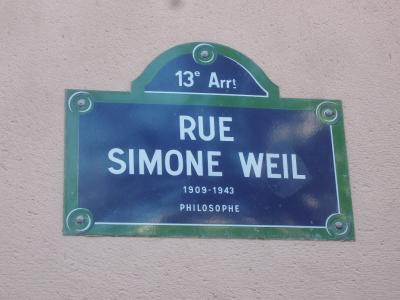 13e Arrt
RUE
SIMONE WEIL
1909-1943
PHILOSOPHE